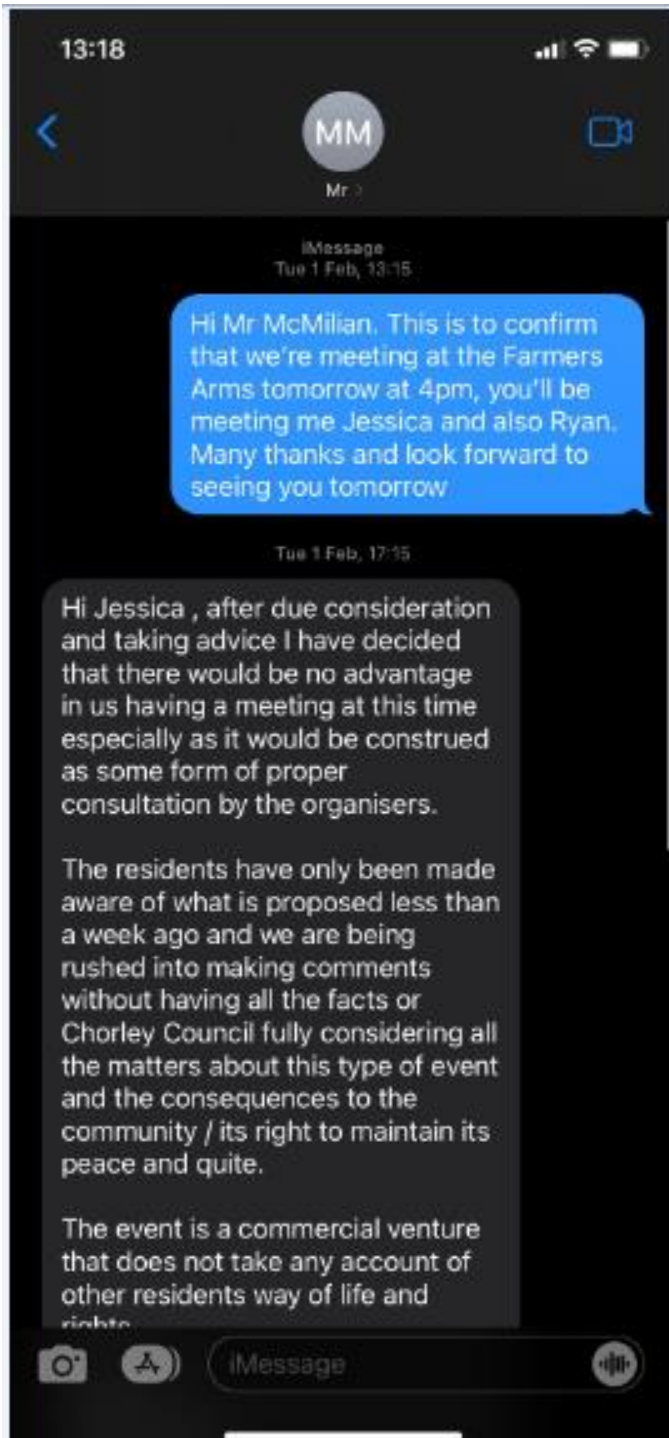 13:18
MM
Mr
iMessage
Tue 1 Feb, 13:15
Hi Mr McMilian. This is to confirm
that we're meeting at the Farmers
Arms tomorrow at 4pm, you'll be
meeting me Jessica and also Ryan.
Many thanks and look forward to
seeing you tomorrow
Tue 1 Feb, 17:15
Hi Jessica , after due consideration
and taking advice I have decided
that there would be no advantage
in us having a meeting at this time
especially as it would be construed
as some form of proper
consultation by the organisers.
The residents have only been made
aware of what is proposed less than
a week ago and we are being
rushed into making comments
without having all the facts or
Chorley Council fully considering all
the matters about this type of event
and the consequences to the
community / its right to maintain its
peace and quite.
The event is a commercial venture
that does not take any account of
other residents way of life and
rights
iMessage